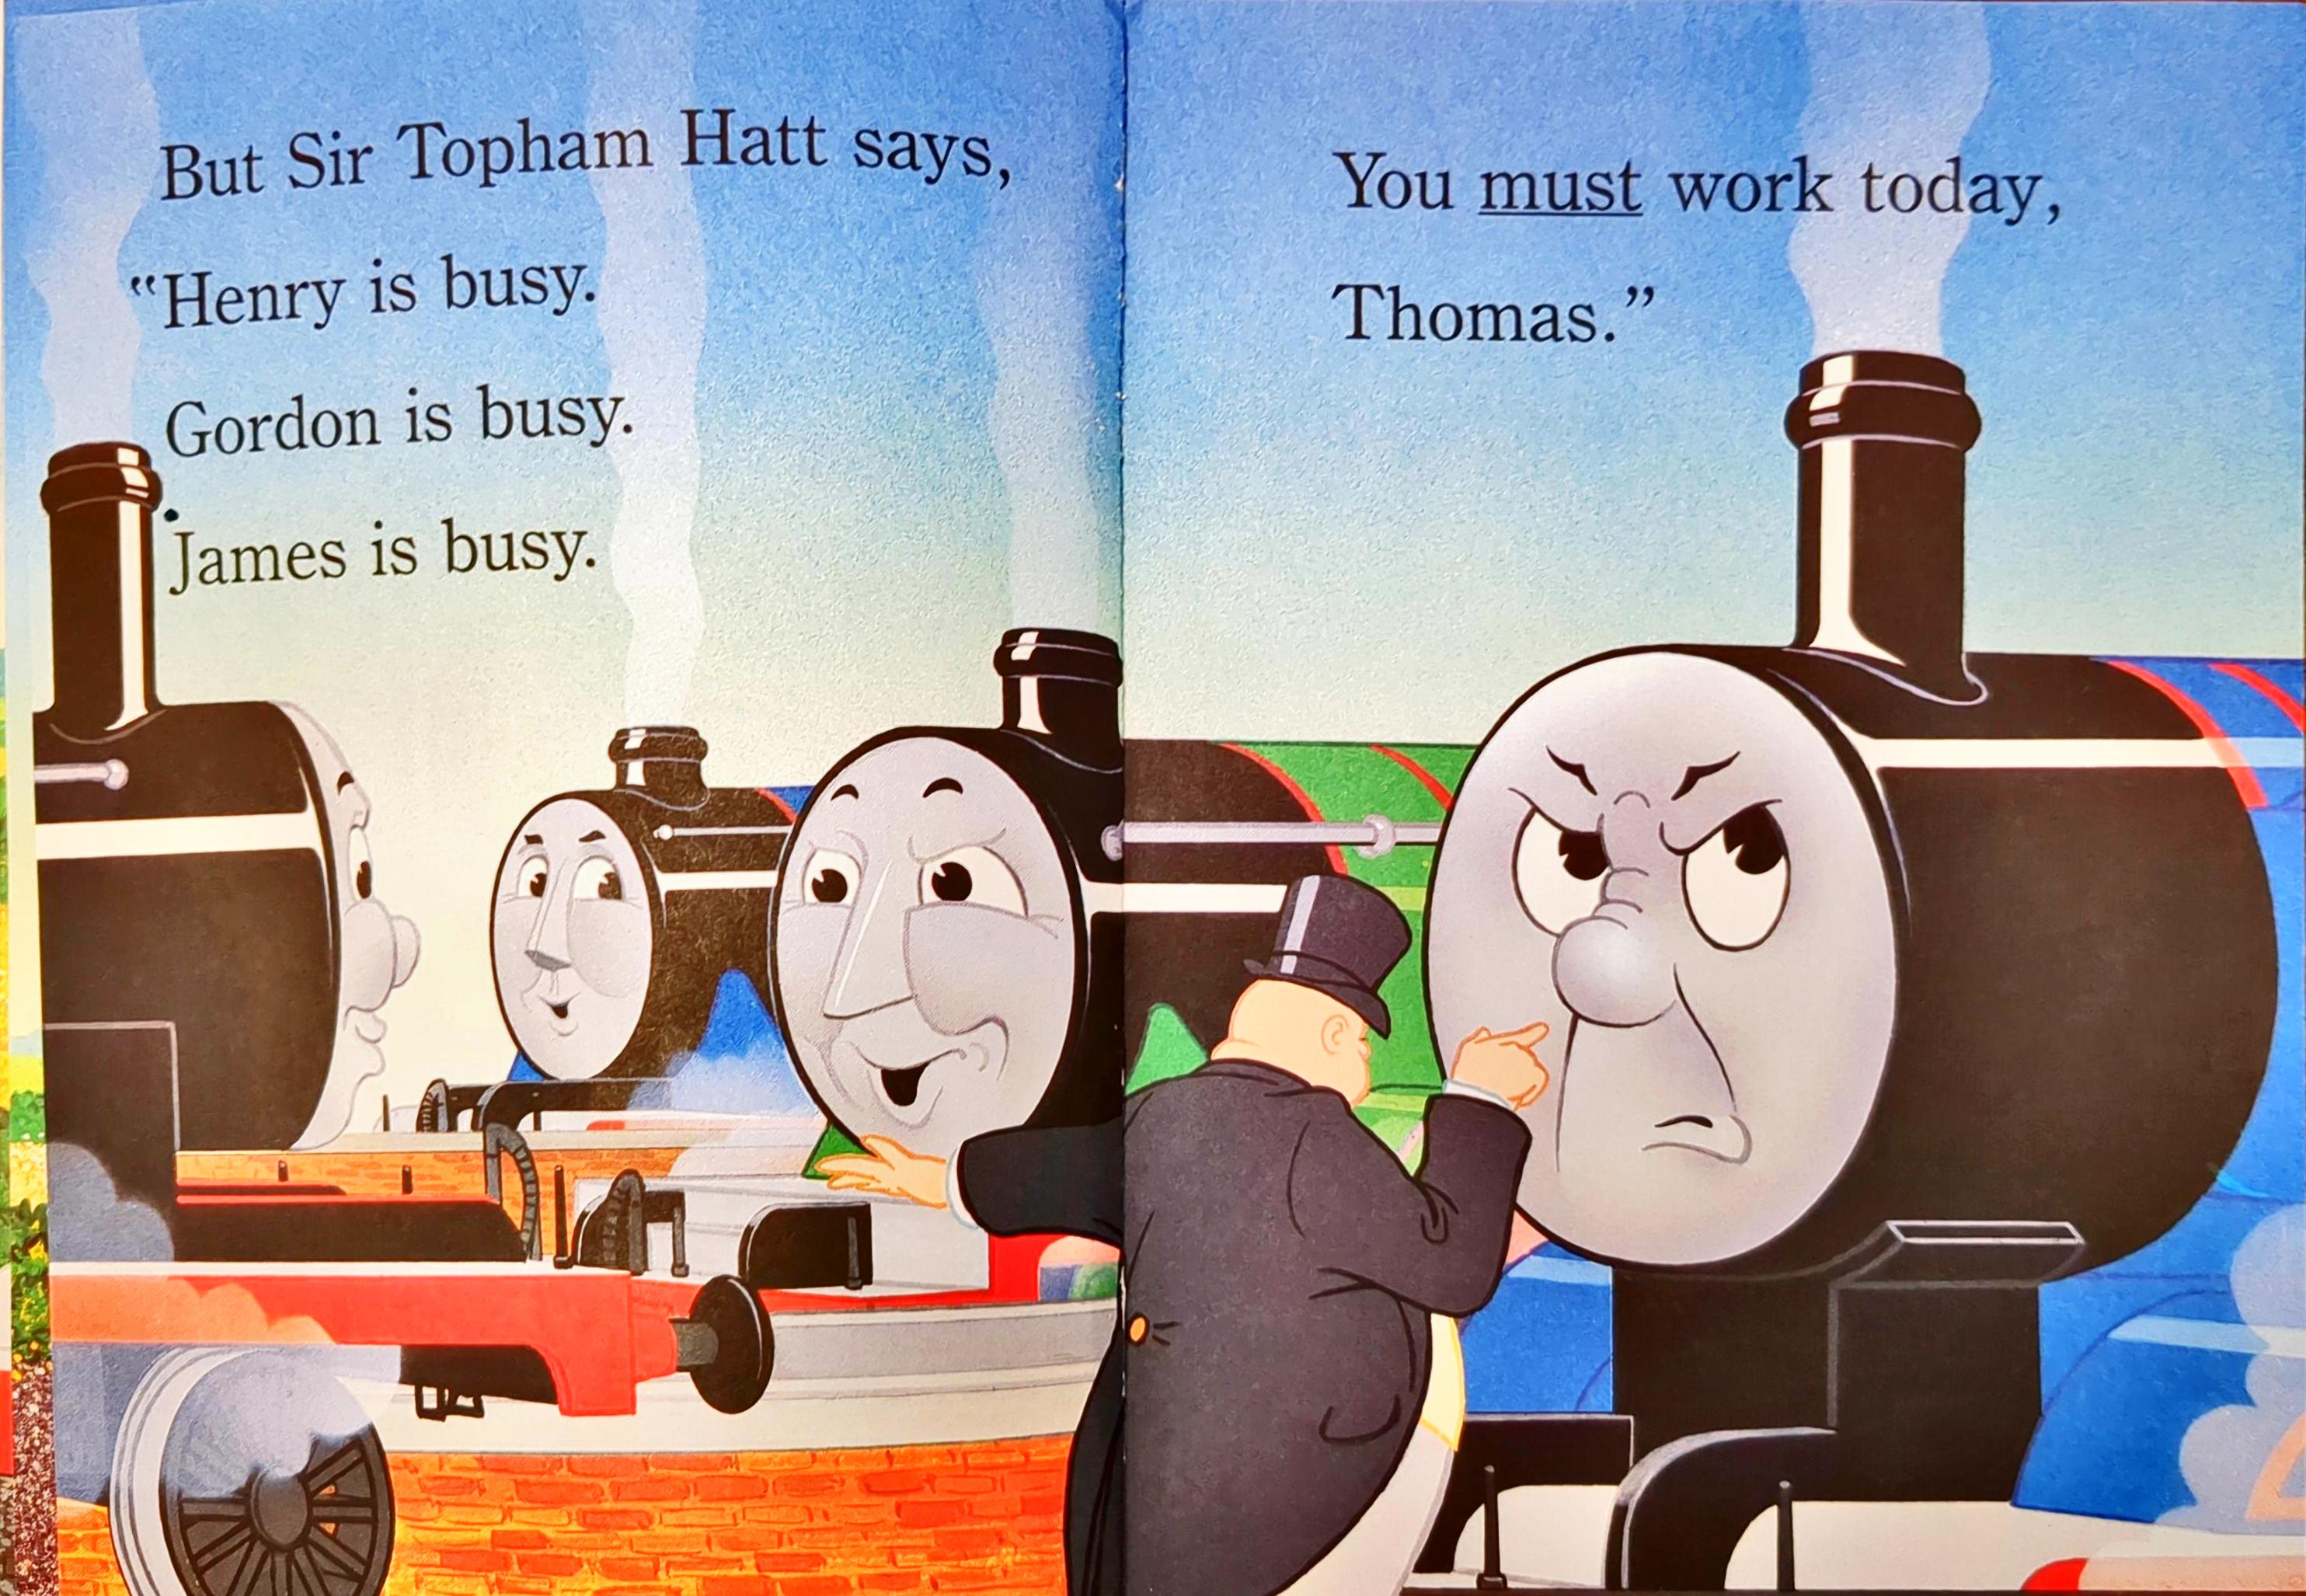 But Sir Topham Hatt says,
“Henry is busy.
Gordon is busy.
James is busy.
You must work today,
Thomas.”